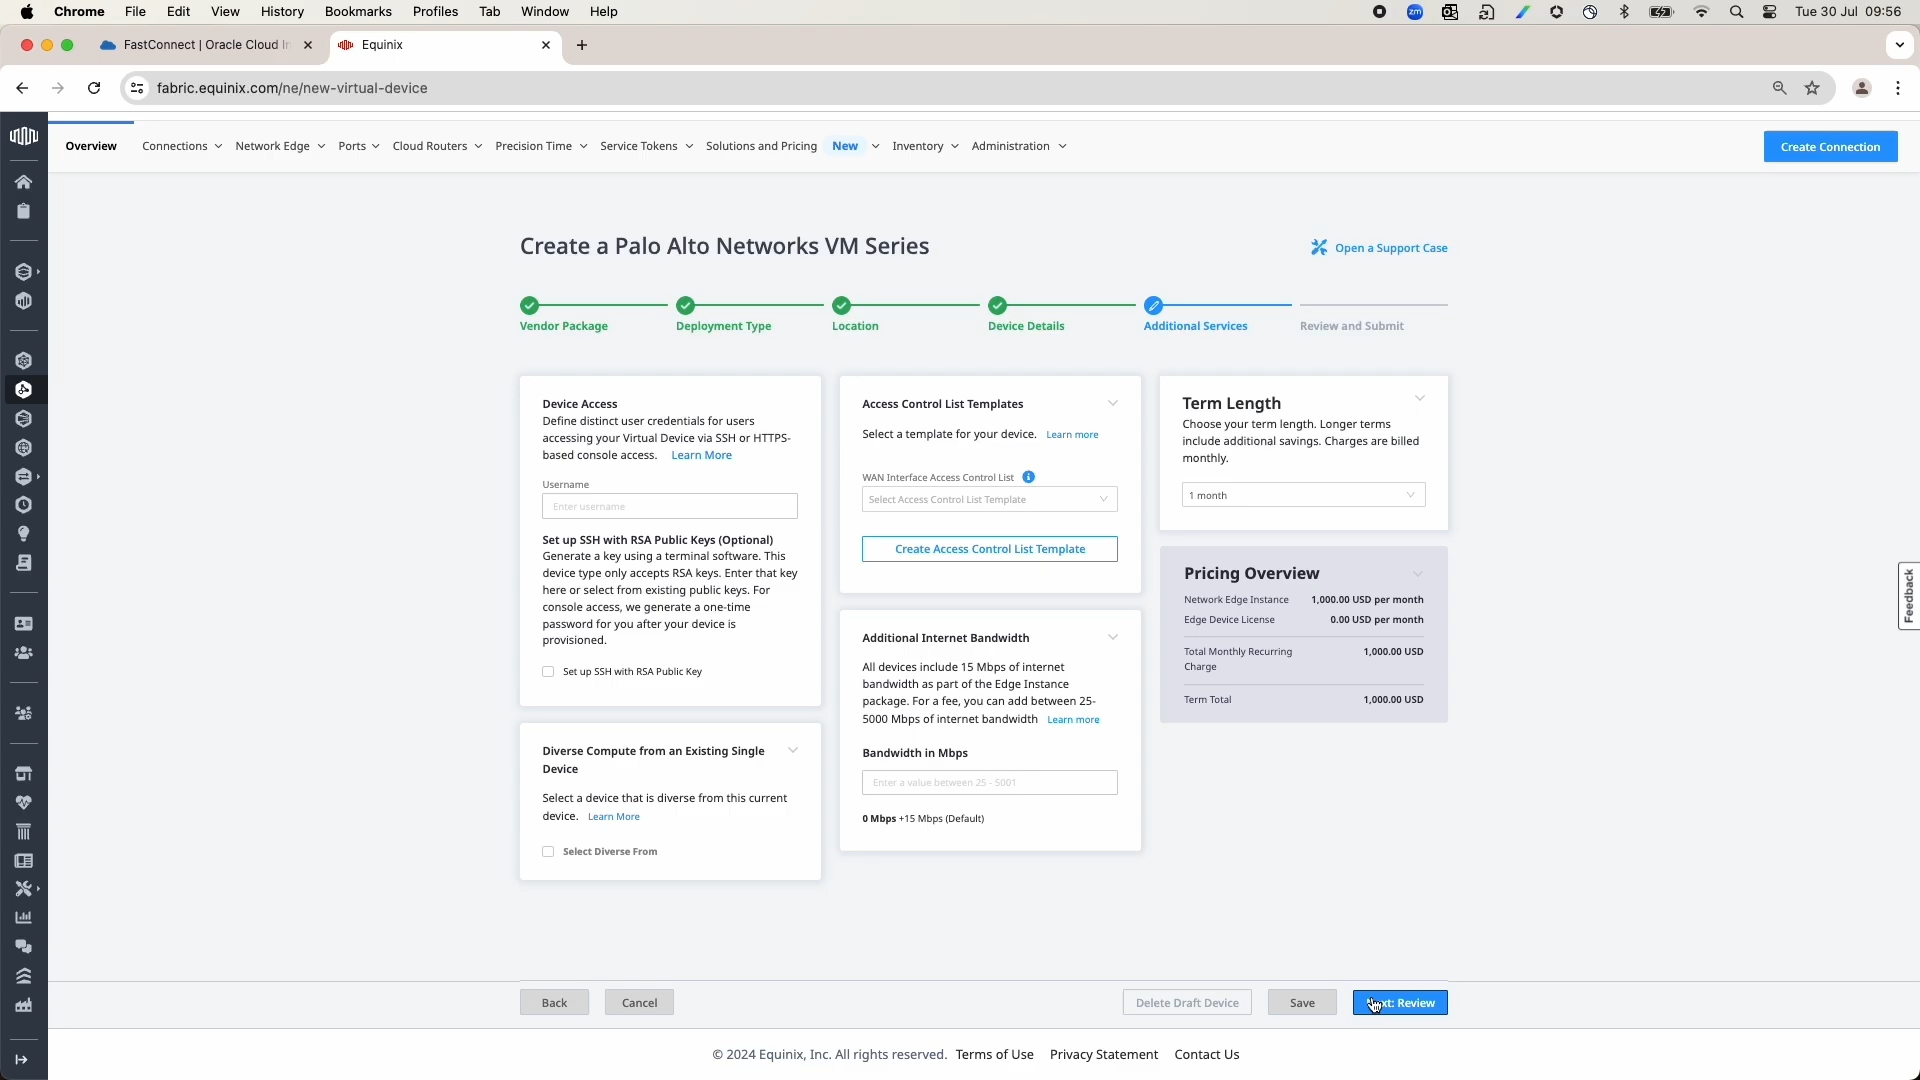 Chrome File Edit View History Bookmarks Profiles Tab Window Help
zm
Tue 30 Jul 09:56
FastConnect | Oracle Cloud In
Equinix
fabric.equinix.com/ne/new-virtual-device
Overview Connections Network Edge Ports Cloud Routers Precision Time Service Tokens Solutions and Pricing New Inventory Administration
Create Connection
Create a Palo Alto Networks VM Series
Open a Support Case
Vendor Package Deployment Type Location Device Details Additional Services Review and Submit
Device Access
Define distinct user credentials for users
accessing your Virtual Device via SSH or HTTPS-
based console access. Learn More
Username
Enter username
Set up SSH with RSA Public Keys (Optional)
Generate a key using a terminal software. This
device type only accepts RSA keys. Enter that key
here or select from existing public keys. For
console access, we generate a one-time
password for you after your device is
provisioned.
Set up SSH with RSA Public Key
Diverse Compute from an Existing Single
Device
Select a device that is diverse from this current
device. Learn More
Select Diverse From
Access Control List Templates
Select a template for your device. Learn more
WAN Interface Access Control List
Select Access Control List Template
Create Access Control List Template
Additional Internet Bandwidth
All devices include 15 Mbps of internet
bandwidth as part of the Edge Instance
package. For a fee, you can add between 25-
5000 Mbps of internet bandwidth Learn more
Bandwidth in Mbps
Enter a value between 25 - 5001
0 Mbps +15 Mbps (Default)
Term Length
Choose your term length. Longer terms
include additional savings. Charges are billed
monthly.
1 month
Pricing Overview
Network Edge Instance 1,000.00 USD per month
Edge Device License 0.00 USD per month
Total Monthly Recurring 1,000.00 USD
Charge
Term Total 1,000.00 USD
Feedback
Back Cancel Delete Draft Device Save xt: Review
© 2024 Equinix, Inc. All rights reserved. Terms of Use Privacy Statement Contact Us